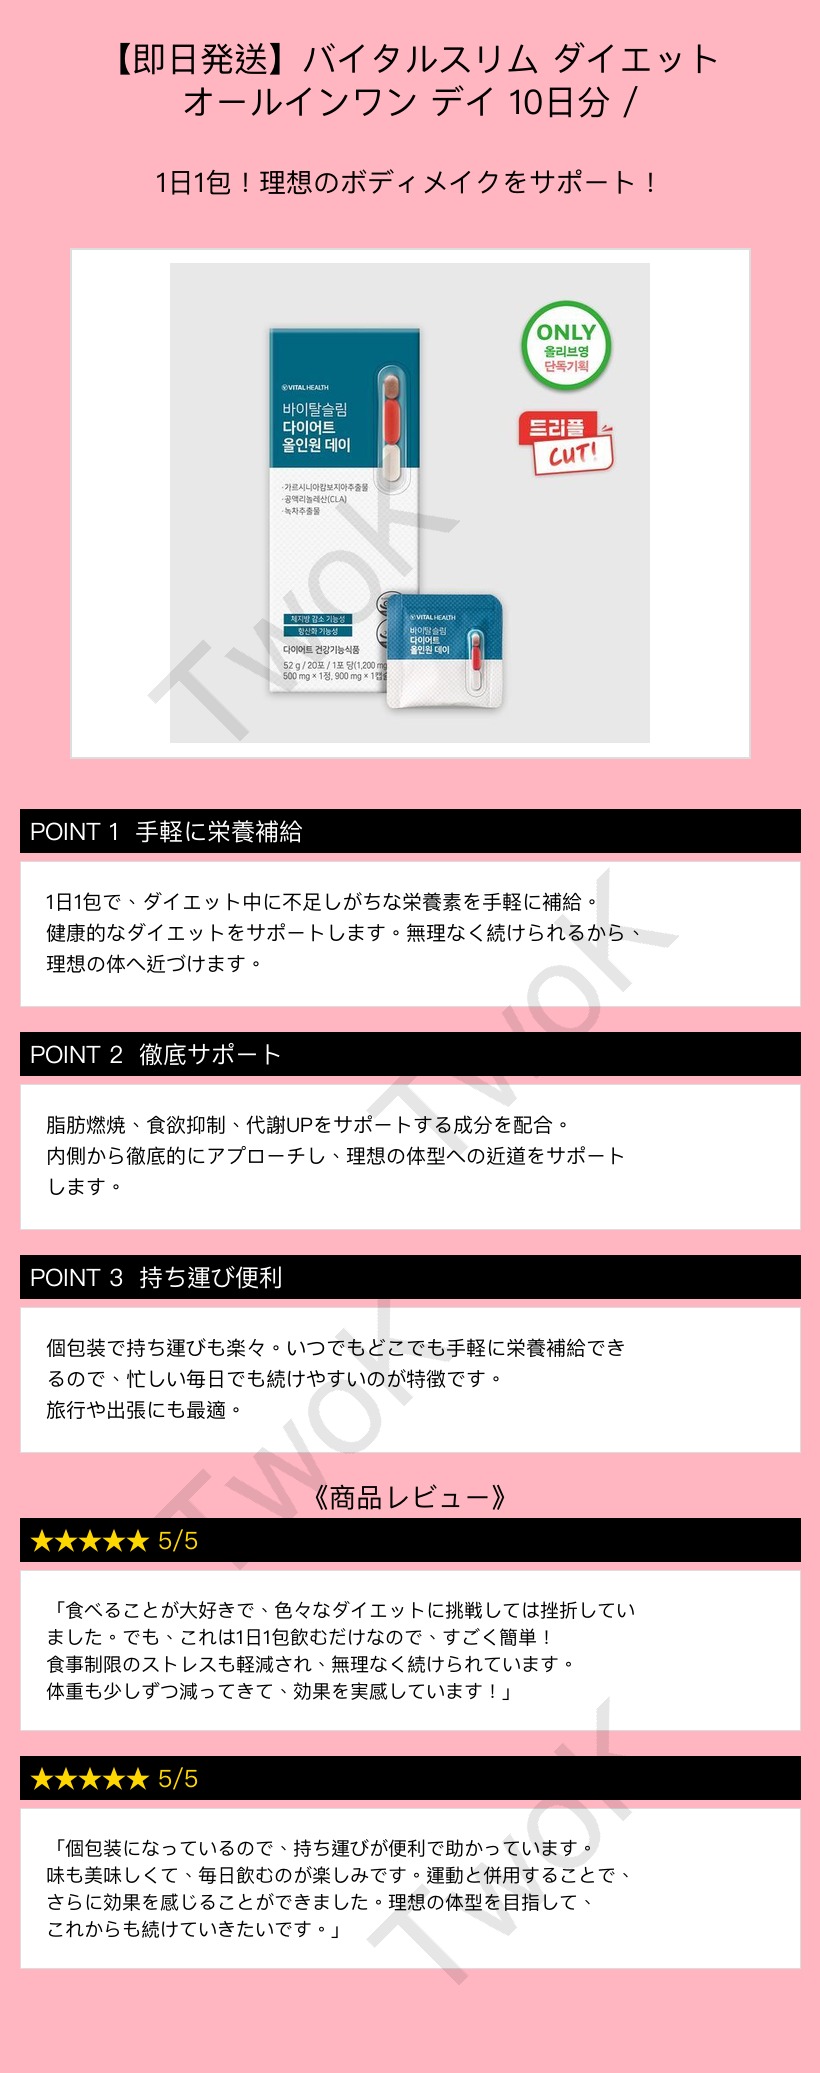 【即日発送】バイタルスリム ダイエット
オールインワン デイ 10日分 /
1日1包！理想のボディメイクをサポート！
ONLY
올리브영
단독기획
트리플
CUT!
VITAL HEALTH
바이탈슬림
다이어트
올인원 데이
·가르시니아캄보지아추출물
·공액리놀레산(CLA)
·녹차추출물
체지방 감소 기능성
항산화 기능성
다이어트 건강기능식품
52 g / 20포 / 1포 당(1,200 mg
500 mg × 1정, 900 mg × 1캡슐
VITAL HEALTH
바이탈슬림
다이어트
올인원 데이
TwoK
POINT 1 手軽に栄養補給
1日1包で、ダイエット中に不足しがちな栄養素を手軽に補給。
健康的なダイエットをサポートします。無理なく続けられるから、
理想の体へ近づけます。
TwoK
POINT 2 徹底サポート
脂肪燃焼、食欲抑制、代謝UPをサポートする成分を配合。
内側から徹底的にアプローチし、理想の体型への近道をサポート
します。
POINT 3 持ち運び便利
個包装で持ち運びも楽々。いつでもどこでも手軽に栄養補給でき
るので、忙しい毎日でも続けやすいのが特徴です。
旅行や出張にも最適。
TwoK
《商品レビュー》
★★★★★ 5/5
「食べることが大好きで、色々なダイエットに挑戦しては挫折してい
ました。でも、これは1日1包飲むだけなので、すごく簡単！
食事制限のストレスも軽減され、無理なく続けられています。
体重も少しずつ減ってきて、効果を実感しています！」
★★★★★ 5/5
「個包装になっているので、持ち運びが便利で助かっています。
味も美味しくて、毎日飲むのが楽しみです。運動と併用することで、
さらに効果を感じることができました。理想の体型を目指して、
これからも続けていきたいです。」
TwoK